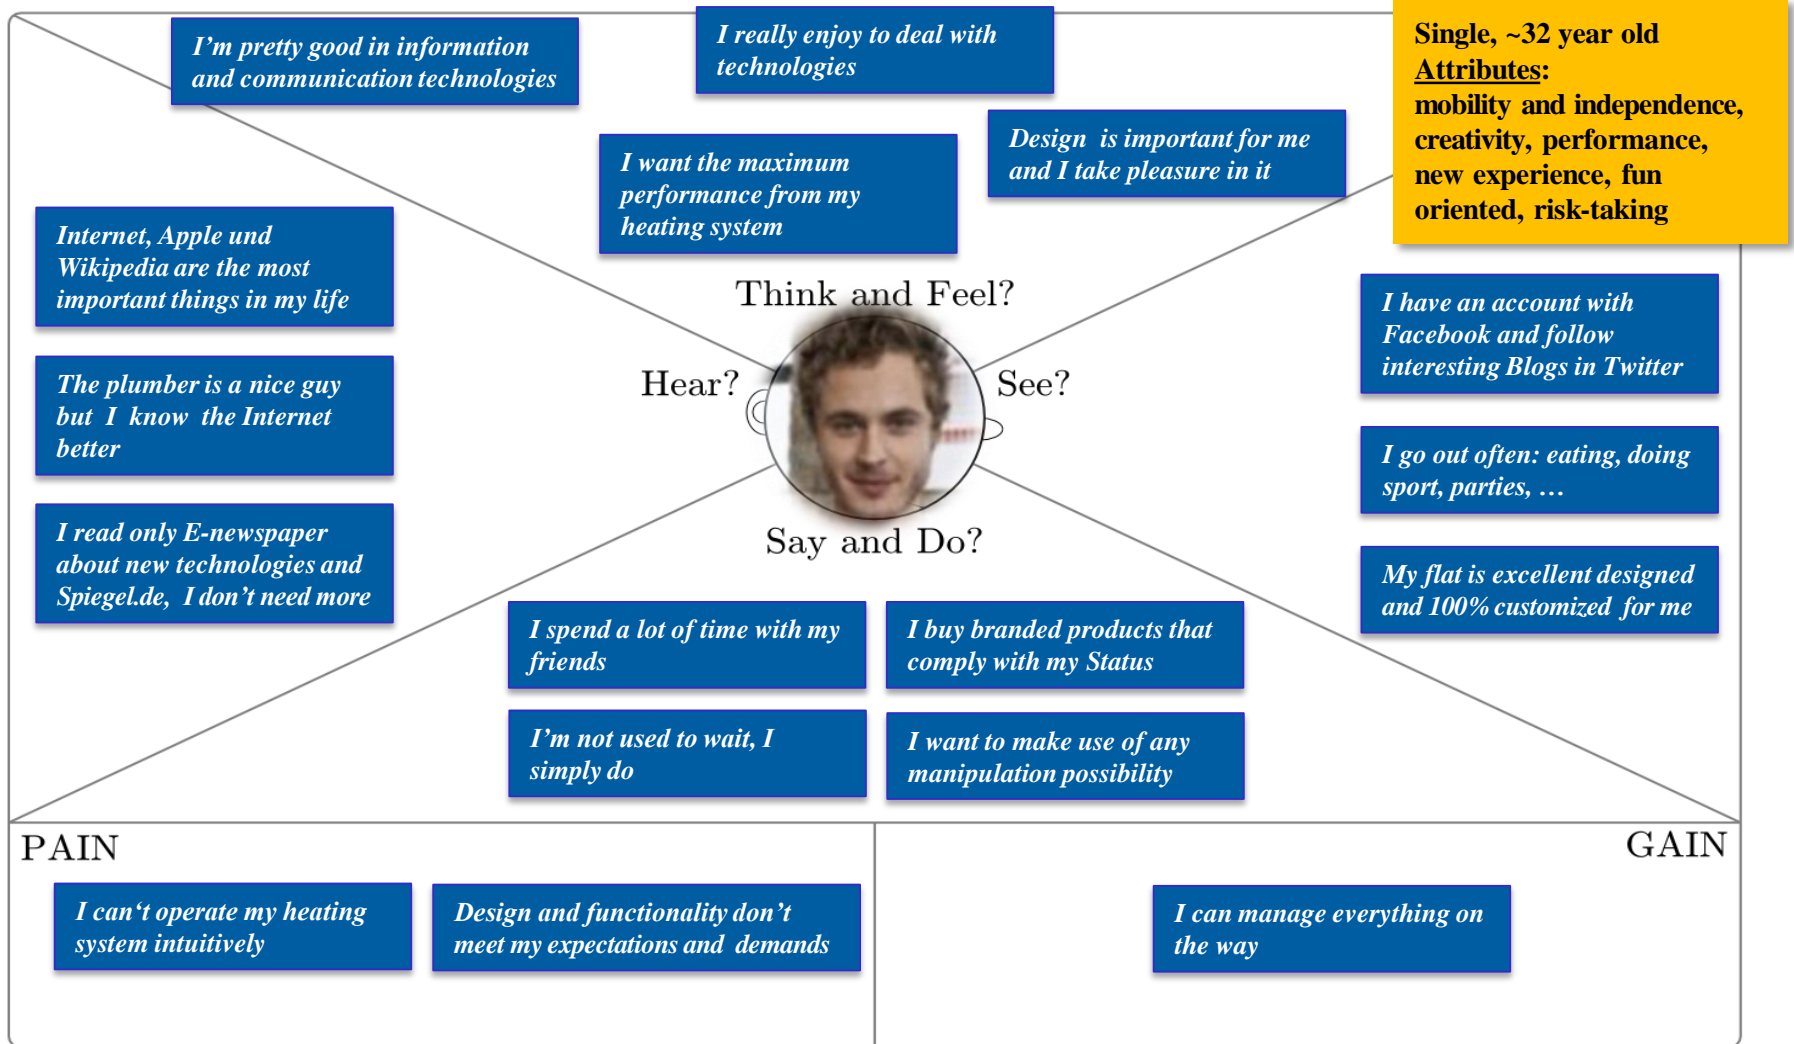 I’m pretty good in information
and communication technologies
I really enjoy to deal with
technologies
Single, ~32 year old
Attributes:
mobility and independence,
creativity, performance,
new experience, fun
oriented, risk-taking
I want the maximum
performance from my
heating system
Design is important for me
and I take pleasure in it
Think and Feel?
Hear?
Internet, Apple und
Wikipedia are the most
important things in my life
The plumber is a nice guy
but I know the Internet
better
I read only E-newspaper
about new technologies and
Spiegel.de, I don’t need more
See?
I have an account with
Facebook and follow
interesting Blogs in Twitter
I go out often: eating, doing
sport, parties, …
My flat is excellent designed
and 100% customized for me
Say and Do?
I spend a lot of time with my
friends
I buy branded products that
comply with my Status
I’m not used to wait, I
simply do
I want to make use of any
manipulation possibility
PAIN
I can‘t operate my heating
system intuitively
Design and functionality don’t
meet my expectations and demands
GAIN
I can manage everything on
the way